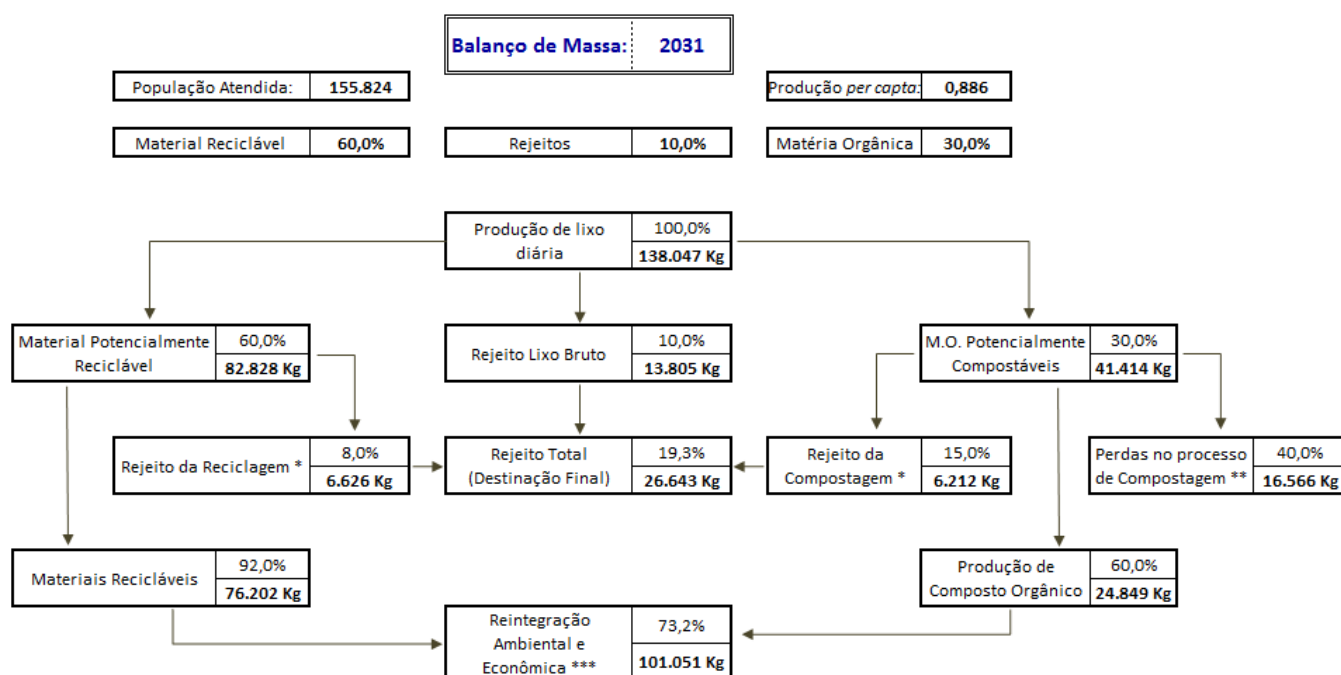 Balanço de Massa: 2031
População Atendida: 155.824
Produção per capta: 0,886
Material Reciclável 60,0%
Rejeitos 10,0%
Matéria Orgânica 30,0%
Produção de lixo
diária
100,0%
138.047 Kg
Material Potencialmente
Reciclável
60,0%
82.828 Kg
Rejeito Lixo Bruto
10,0%
13.805 Kg
M.O. Potencialmente
Compostáveis
30,0%
41.414 Kg
Rejeito da Reciclagem *
8,0%
6.626 Kg
Rejeito Total
(Destinação Final)
19,3%
26.643 Kg
Rejeito da
Compostagem *
15,0%
6.212 Kg
Perdas no processo
de Compostagem **
40,0%
16.566 Kg
Materiais Recicláveis
92,0%
76.202 Kg
Produção de
Composto Orgânico
60,0%
24.849 Kg
Reintegração
Ambiental e
Econômica ***
73,2%
101.051 Kg